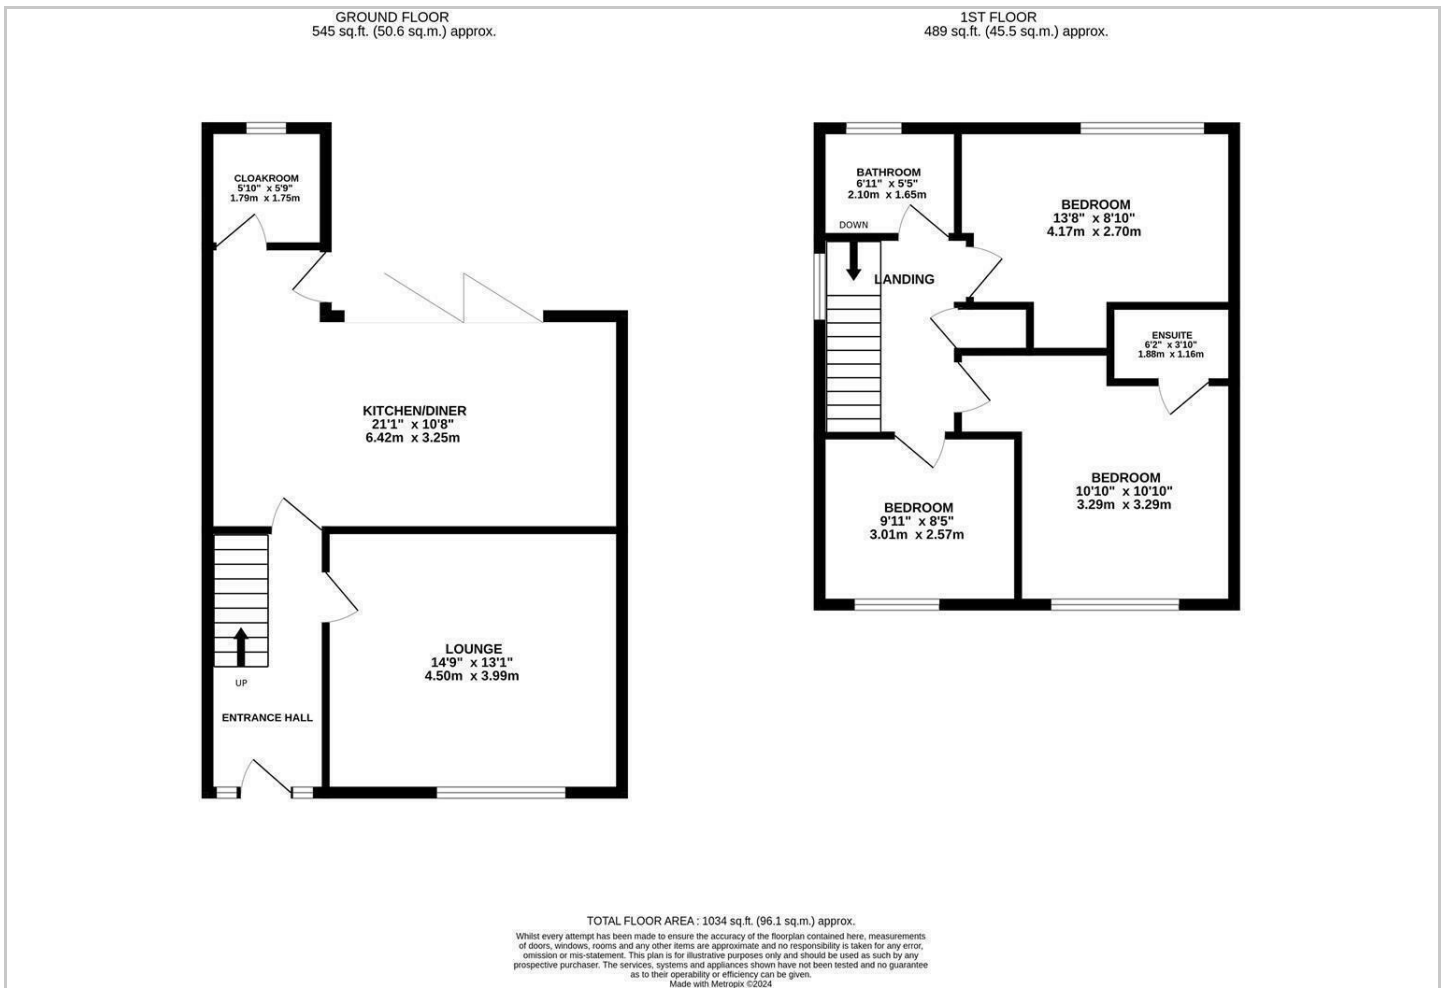 GROUND FLOOR
545 sq.ft. (50.6 sq.m.) approx.
1ST FLOOR
489 sq.ft. (45.5 sq.m.) approx.
CLOAKROOM
5'10" x 5'9"
1.79m x 1.75m
KITCHEN/DINER
21'1" x 10'8"
6.42m x 3.25m
LOUNGE
14'9" x 13'1"
4.50m x 3.99m
UP
ENTRANCE HALL
BATHROOM
6'11" x 5'5"
2.10m x 1.65m
DOWN
BEDROOM
13'8" x 8'10"
4.17m x 2.70m
LANDING
ENSUITE
6'2" x 3'10"
1.88m x 1.16m
BEDROOM
10'10" x 10'10"
3.29m x 3.29m
BEDROOM
9'11" x 8'5"
3.01m x 2.57m
TOTAL FLOOR AREA : 1034 sq.ft. (96.1 sq.m.) approx.
Whilst every attempt has been made to ensure the accuracy of the floorplan contained here, measurements
of doors, windows, rooms and any other items are approximate and no responsibility is taken for any error,
omission or mis-statement. This plan is for illustrative purposes only and should be used as such by any
prospective purchaser. The services, systems and appliances shown have not been tested and no guarantee
as to their operability or efficiency can be given.
Made with Metropix ©2024